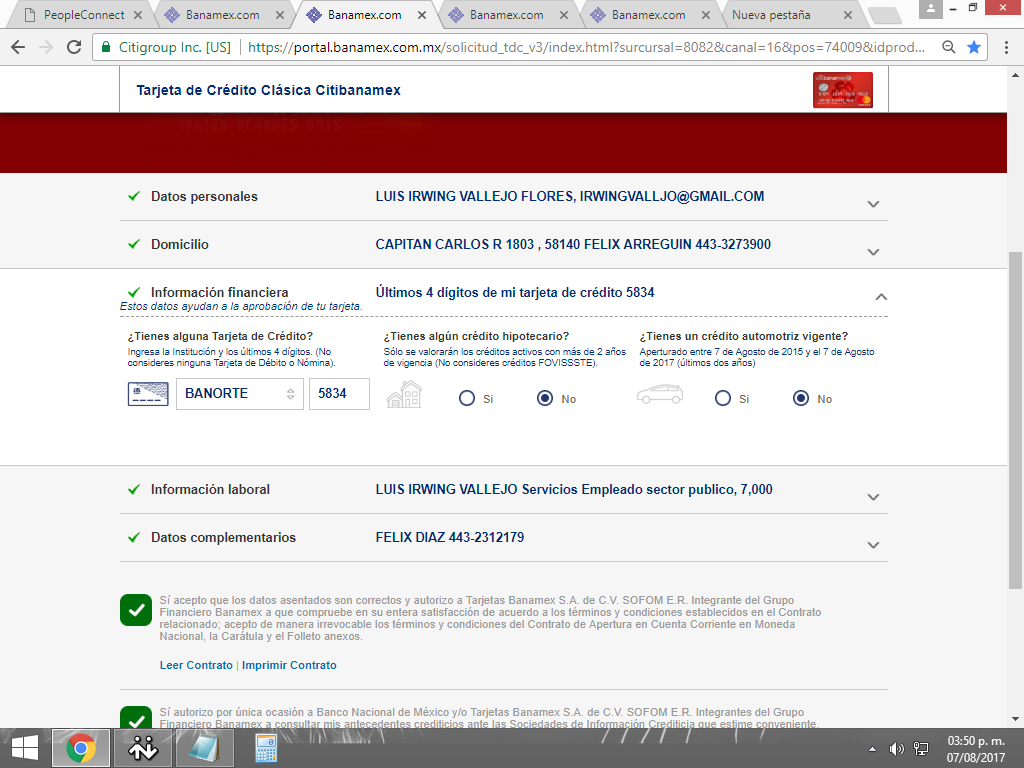 PeopleConnect
Banamex.com
Banamex.com
Banamex.com
Banamex.com
Nueva pestaña
Citigroup Inc. [US]
https://portal.banamex.com.mx/solicitud_tdc_v3/index.html?sursursal=8082&canal=16&pos=74009&idprod...
Tarjeta de Crédito Clásica Citibanamex
Datos personales
LUIS IRWING VALLEJO FLORES, IRWINGVALLJO@GMAIL.COM
Domicilio
CAPITAN CARLOS R 1803 , 58140 FELIX ARREGUIN 443-3273900
Información financiera
Últimos 4 dígitos de mi tarjeta de crédito 5834
Estos datos ayudan a la aprobación de tu tarjeta.
¿Tienes alguna Tarjeta de Crédito?
Ingresa la Institución y los últimos 4 dígitos. (No
consideres ninguna Tarjeta de Débito o Nómina).
BANORTE
5834
¿Tienes algún crédito hipotecario?
Sólo se valorarán los créditos activos con más de 2 años
de vigencia (No consideres créditos FOVISSSTE).
Si
No
¿Tienes un crédito automotriz vigente?
Aperturado entre 7 de Agosto de 2015 y el 7 de Agosto
de 2017 (últimos dos años)
Si
No
Información laboral
LUIS IRWING VALLEJO Servicios Empleado sector publico, 7,000
Datos complementarios
FELIX DIAZ 443-2312179
Sí acepto que los datos asentados son correctos y autorizo a Tarjetas Banamex S.A. de C.V. SOFOM E.R. Integrante del Grupo
Financiero Banamex a que compruebe en su entera satisfacción de acuerdo a los términos y condiciones establecidos en el Contrato
relacionado; acepto de manera irrevocable los términos y condiciones del Contrato de Apertura en Cuenta Corriente en Moneda
Nacional, la Carátula y el Folleto anexos.
Leer Contrato | Imprimir Contrato
Sí autorizo por única ocasión a Banco Nacional de México y/o Tarjetas Banamex S.A. de C.V. SOFOM E.R. Integrantes del Grupo
Financiero Banamex a consultar mis antecedentes crediticios ante las Sociedades de Información Crediticia que estime conveniente.
03:50 p. m.
07/08/2017